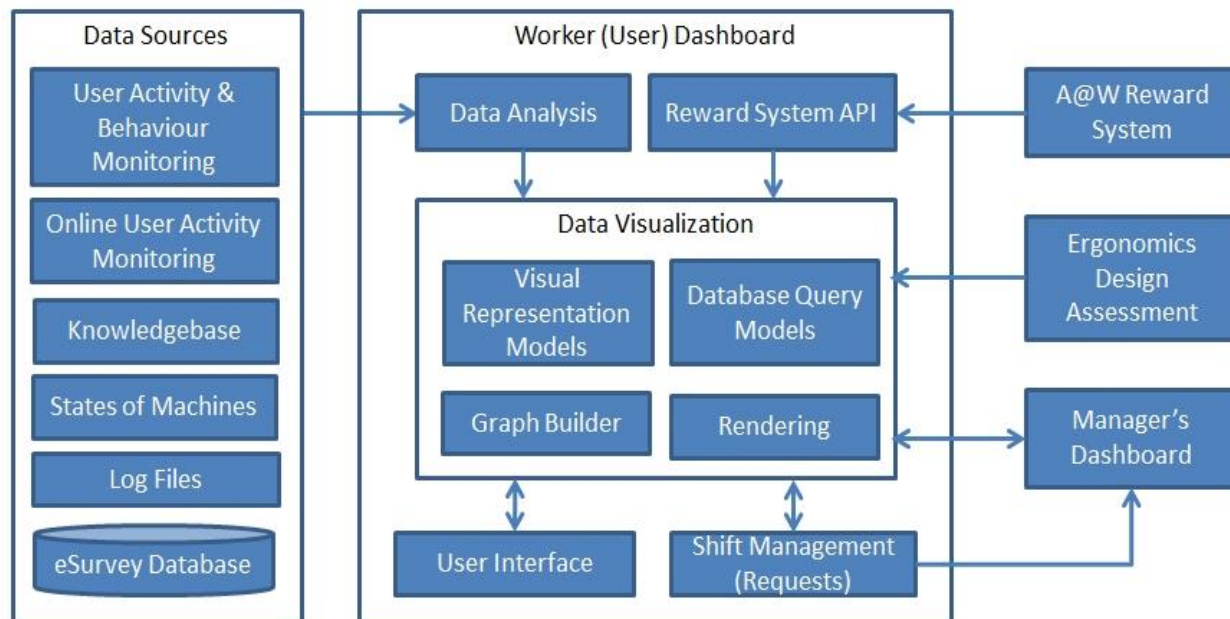 Data Sources
User Activity &
Behaviour
Monitoring
Online User Activity
Monitoring
Knowledgebase
States of Machines
Log Files
eSurvey Database
Worker (User) Dashboard
Data Analysis
Reward System API
Data Visualization
Visual
Representation
Models
Database Query
Models
Graph Builder
Rendering
User Interface
Shift Management
(Requests)
A@W Reward
System
Ergonomics
Design
Assessment
Manager’s
Dashboard